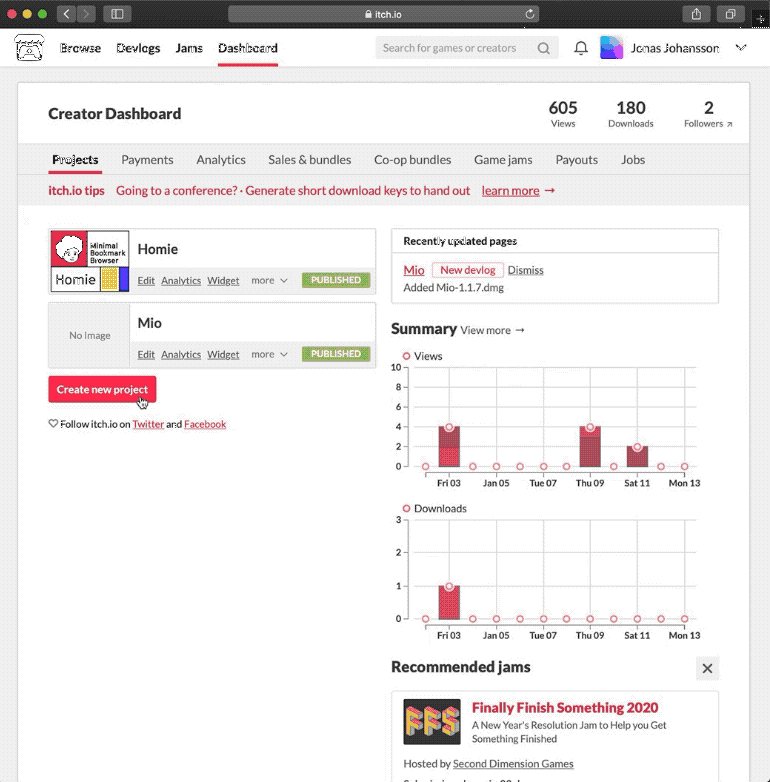 itch.io
Browse Devlogs Jams Dashboard Search for games or creators Jonas Johansson
Creator Dashboard
605 180 2
Views Downloads Followers ↗
Projects Payments Analytics Sales & bundles Co-op bundles Game jams Payouts Jobs
itch.io tips Going to a conference? · Generate short download keys to hand out learn more →
Minimal
Bookmark
Browser
Homie
Homie
Edit Analytics Widget more PUBLISHED
No Image
Mio
Edit Analytics Widget more PUBLISHED
Create new project
Follow itch.io on Twitter and Facebook
Recently updated pages
Mio New devlog Dismiss
Added Mio-1.1.7.dmg
Summary View more →
Views
10
8
6
4
2
0
Fri 03 Jan 05 Tue 07 Thu 09 Sat 11 Mon 13
Downloads
3
2
1
0
Fri 03 Jan 05 Tue 07 Thu 09 Sat 11 Mon 13
Recommended jams
FFS
Finally Finish Something 2020
A New Year's Resolution Jam to Help you Get
Something Finished
Hosted by Second Dimension Games